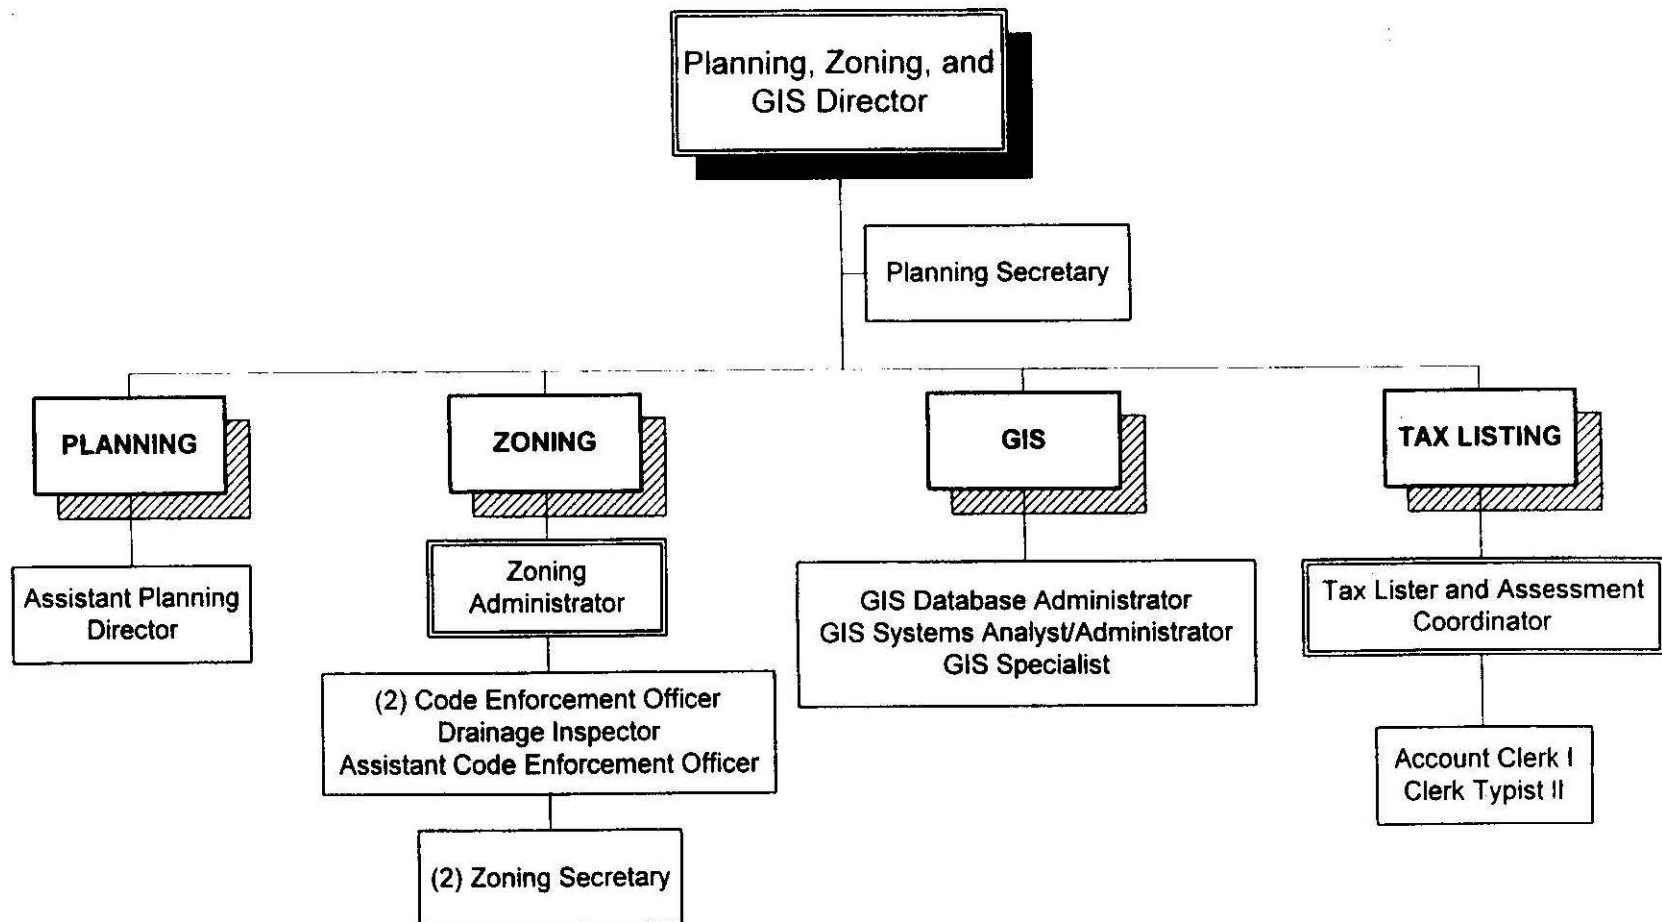 Planning, Zoning, and
GIS Director
Planning Secretary
PLANNING
ZONING
GIS
TAX LISTING
Assistant Planning
Director
Zoning
Administrator
(2) Code Enforcement Officer
Drainage Inspector
Assistant Code Enforcement Officer
(2) Zoning Secretary
GIS Database Administrator
GIS Systems Analyst/Administrator
GIS Specialist
Tax Lister and Assessment
Coordinator
Account Clerk I
Clerk Typist II